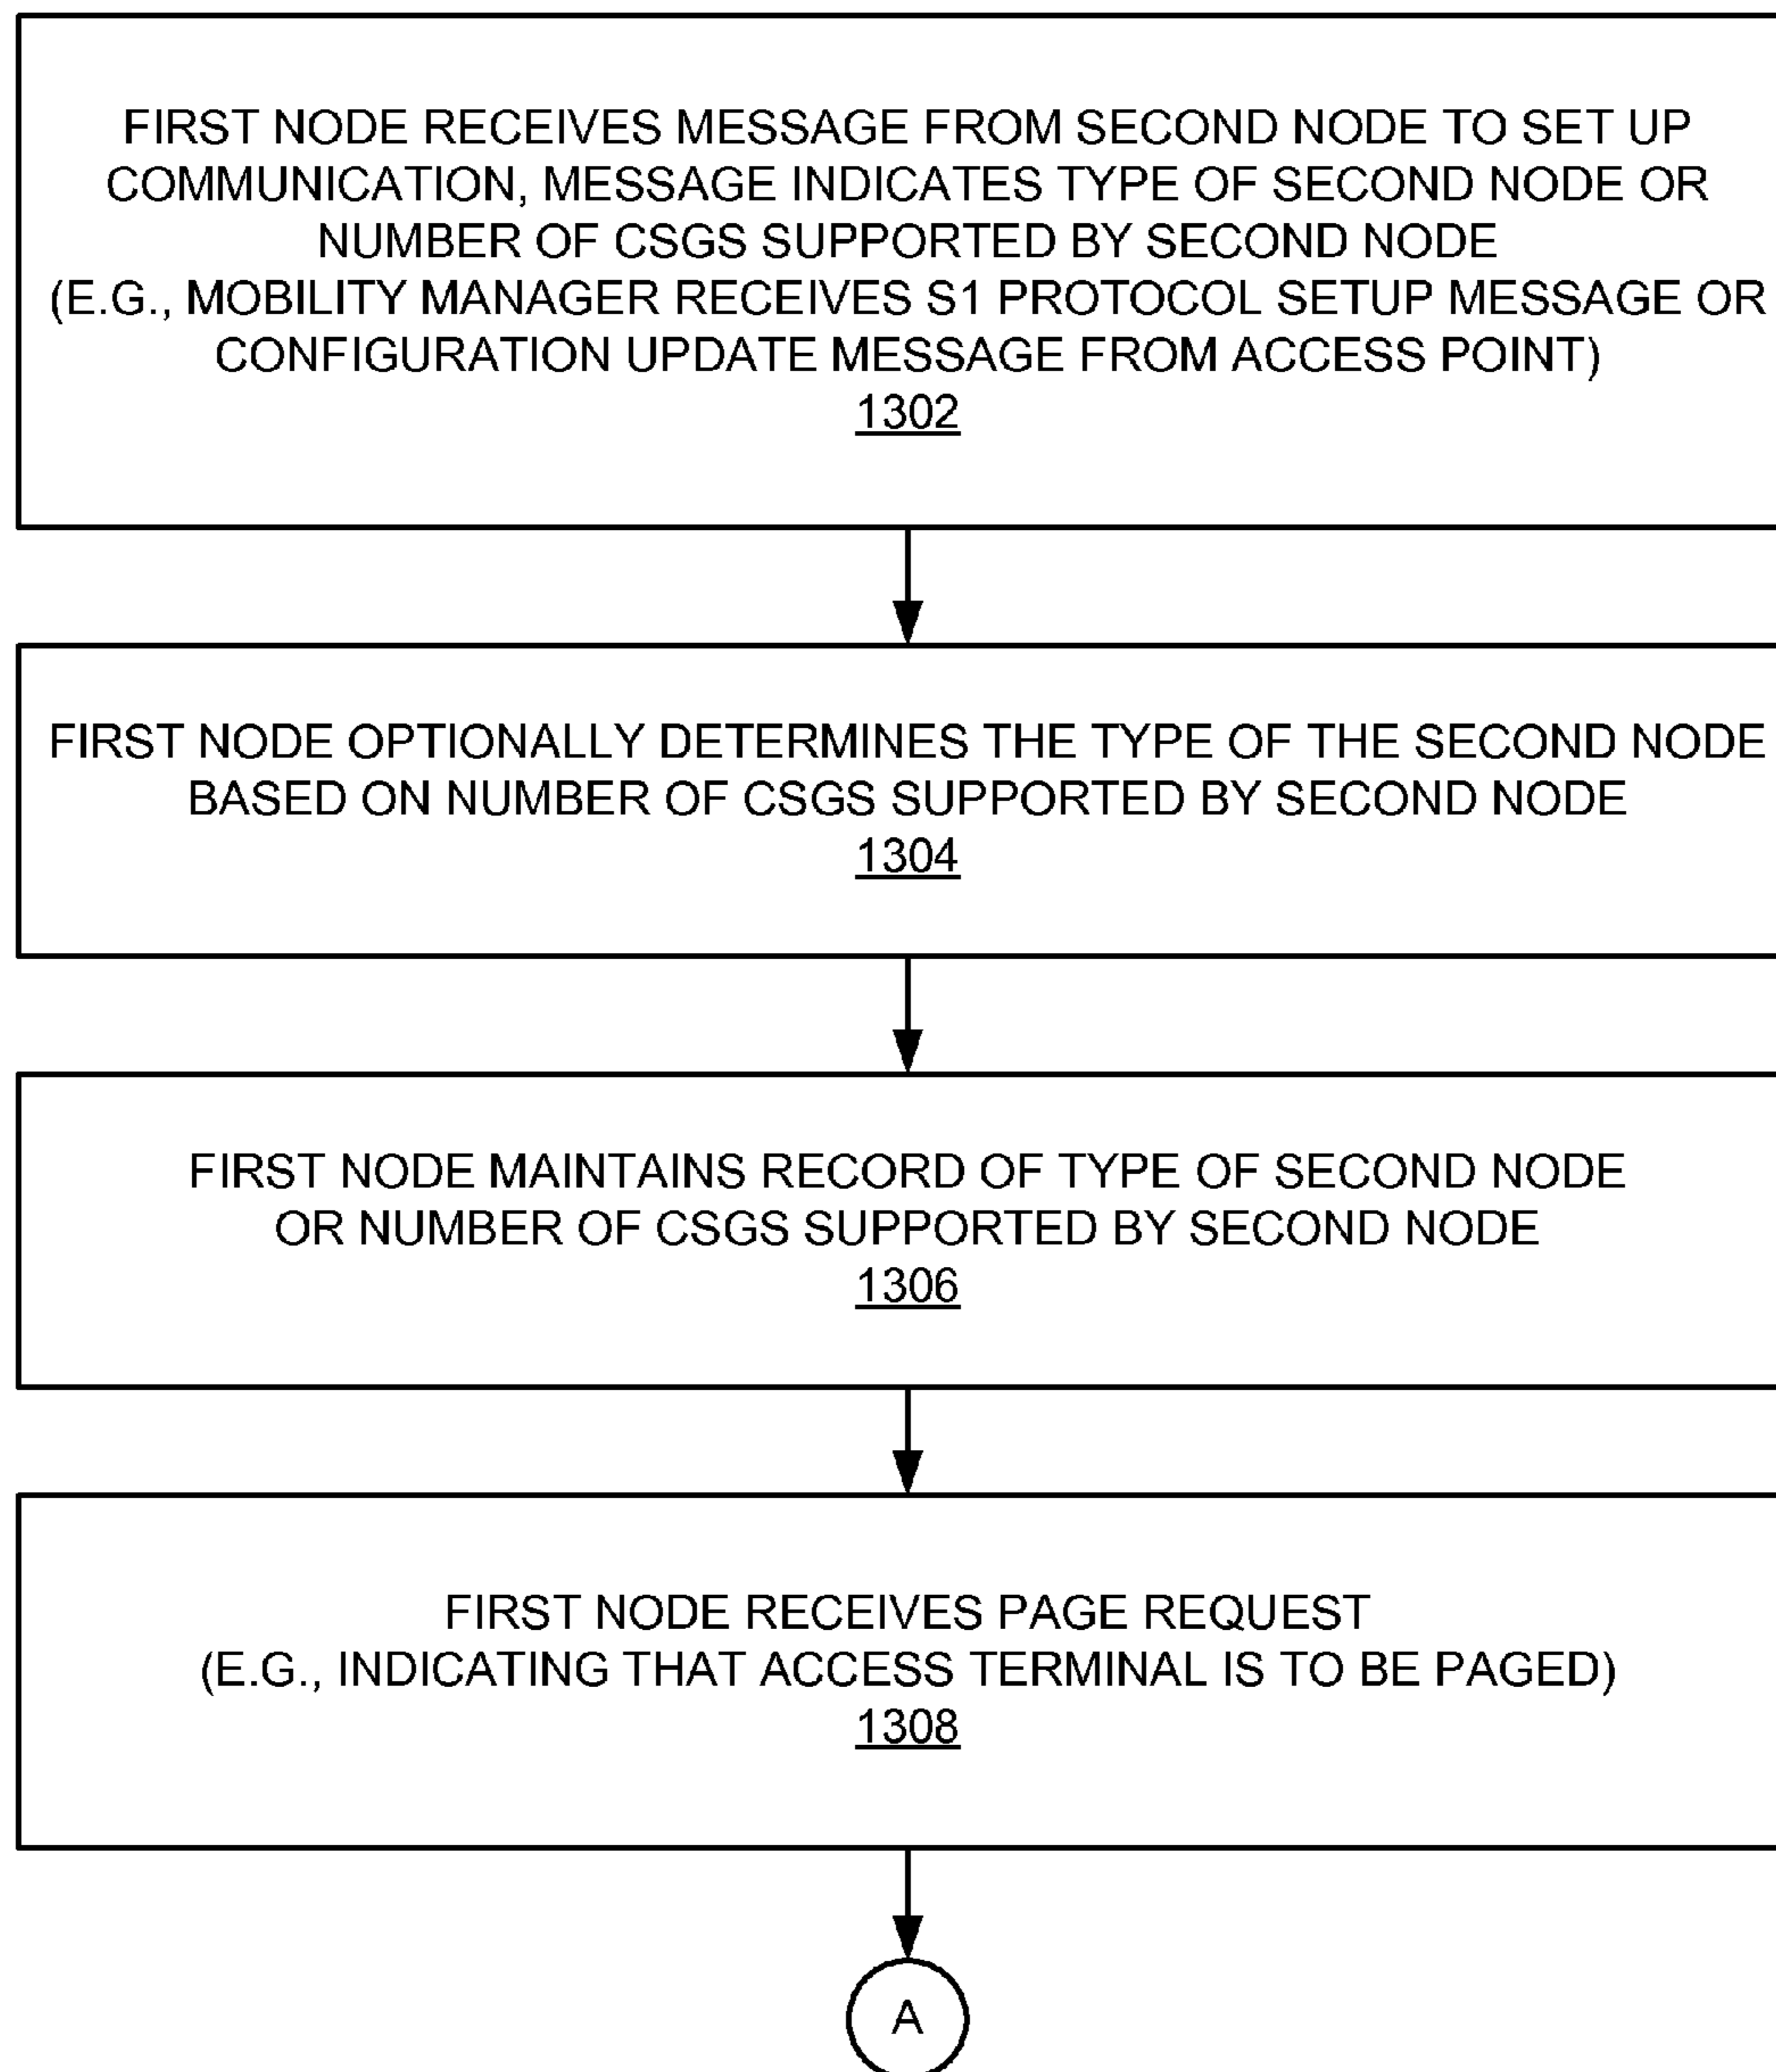 FIRST NODE RECEIVES MESSAGE FROM SECOND NODE TO SET UP
COMMUNICATION, MESSAGE INDICATES TYPE OF SECOND NODE OR
NUMBER OF CSGS SUPPORTED BY SECOND NODE
(E.G., MOBILITY MANAGER RECEIVES S1 PROTOCOL SETUP MESSAGE OR
CONFIGURATION UPDATE MESSAGE FROM ACCESS POINT)
1302
FIRST NODE OPTIONALLY DETERMINES THE TYPE OF THE SECOND NODE
BASED ON NUMBER OF CSGS SUPPORTED BY SECOND NODE
1304
FIRST NODE MAINTAINS RECORD OF TYPE OF SECOND NODE
OR NUMBER OF CSGS SUPPORTED BY SECOND NODE
1306
FIRST NODE RECEIVES PAGE REQUEST
(E.G., INDICATING THAT ACCESS TERMINAL IS TO BE PAGED)
1308
A